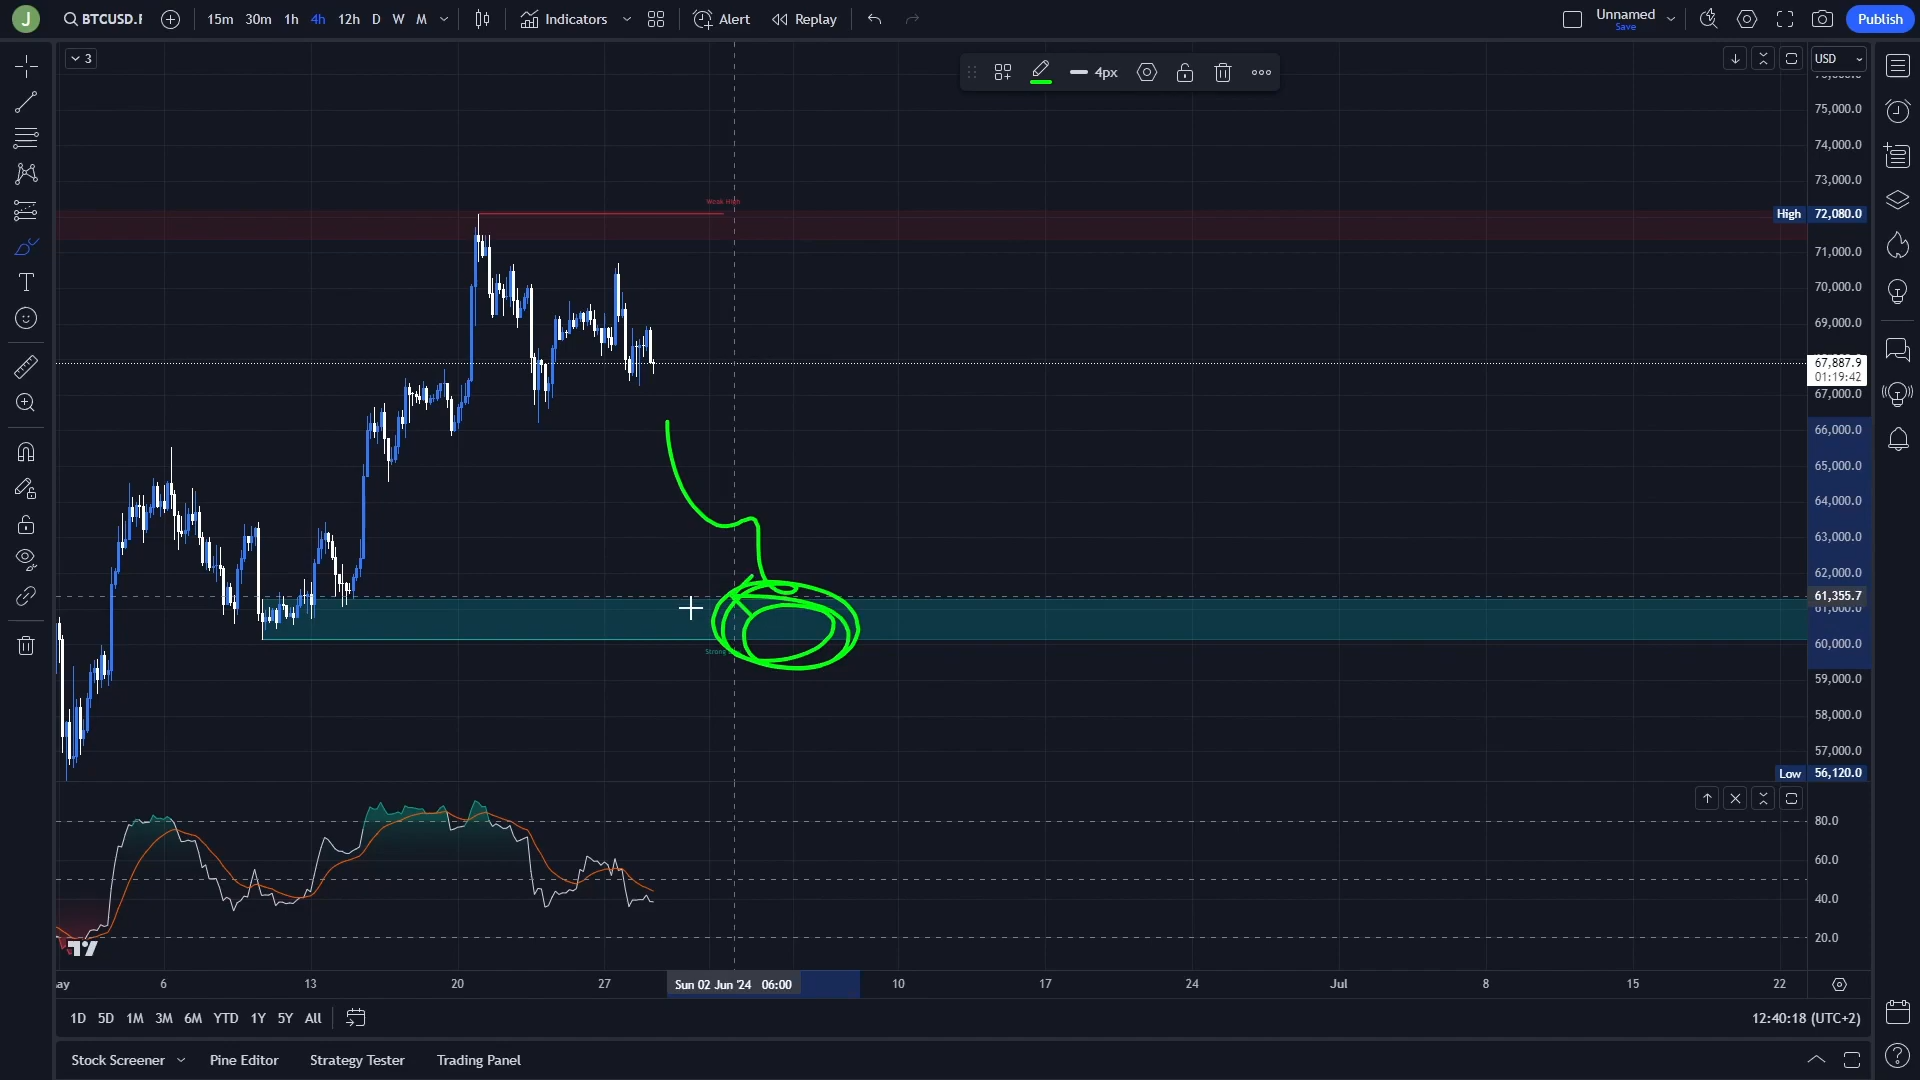 J BTCUSD.F 15m 30m 1h 4h 12h D W M Indicators Alert Replay Unnamed Save Publish
3
4px
USD
75,000.0
74,000.0
73,000.0
Weak High
High 72,080.0
71,000.0
70,000.0
69,000.0
67,887.9
01:19:42
67,000.0
66,000.0
65,000.0
64,000.0
63,000.0
62,000.0
61,355.7
61,000.0
60,000.0
Strong
59,000.0
58,000.0
57,000.0
Low 56,120.0
80.0
60.0
40.0
20.0
ay 6 13 20 27 Sun 02 Jun '24 06:00 10 17 24 Jul 8 15 22
1D 5D 1M 3M 6M YTD 1Y 5Y All 12:40:18 (UTC+2)
Stock Screener Pine Editor Strategy Tester Trading Panel